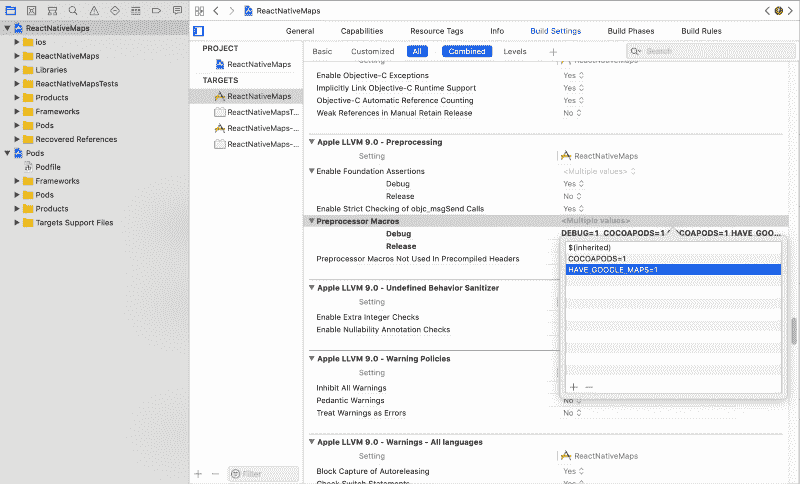 ReactNativeMaps
General Capabilities Resource Tags Info Build Settings Build Phases Build Rules
Basic Customized All Combined Levels + Search
ReactNativeMaps
ios
ReactNativeMaps
Libraries
ReactNativeMapsTests
Products
Frameworks
Pods
Recovered References
Pods
Podfile
Frameworks
Pods
Products
Targets Support Files
PROJECT
ReactNativeMaps
TARGETS
ReactNativeMaps
ReactNativeMapsT...
ReactNativeMaps-...
ReactNativeMaps-...
Filter
Setting ReactNativeMaps
Enable Objective-C Exceptions Yes
Implicitly Link Objective-C Runtime Support Yes
Objective-C Automatic Reference Counting Yes
Weak References in Manual Retain Release No
Apple LLVM 9.0 - Preprocessing
Setting ReactNativeMaps
Enable Foundation Assertions <Multiple values>
Debug Yes
Release No
Enable Strict Checking of objc_msgSend Calls Yes
Preprocessor Macros <Multiple values>
Debug DEBUG=1 COCOAPODS=1 COCOAPODS=1 HAVE_GOO...
Release
Preprocessor Macros Not Used In Precompiled Headers
$(inherited)
COCOAPODS=1
HAVE_GOOGLE_MAPS=1
+ −
Apple LLVM 9.0 - Undefined Behavior Sanitizer
Setting
Enable Extra Integer Checks
Enable Nullability Annotation Checks
Apple LLVM 9.0 - Warning Policies
Setting
Inhibit All Warnings
Pedantic Warnings No
Treat Warnings as Errors No
Apple LLVM 9.0 - Warnings - All languages
Setting ReactNativeMaps
Block Capture of Autoreleasing Yes
Check Switch Statements Yes